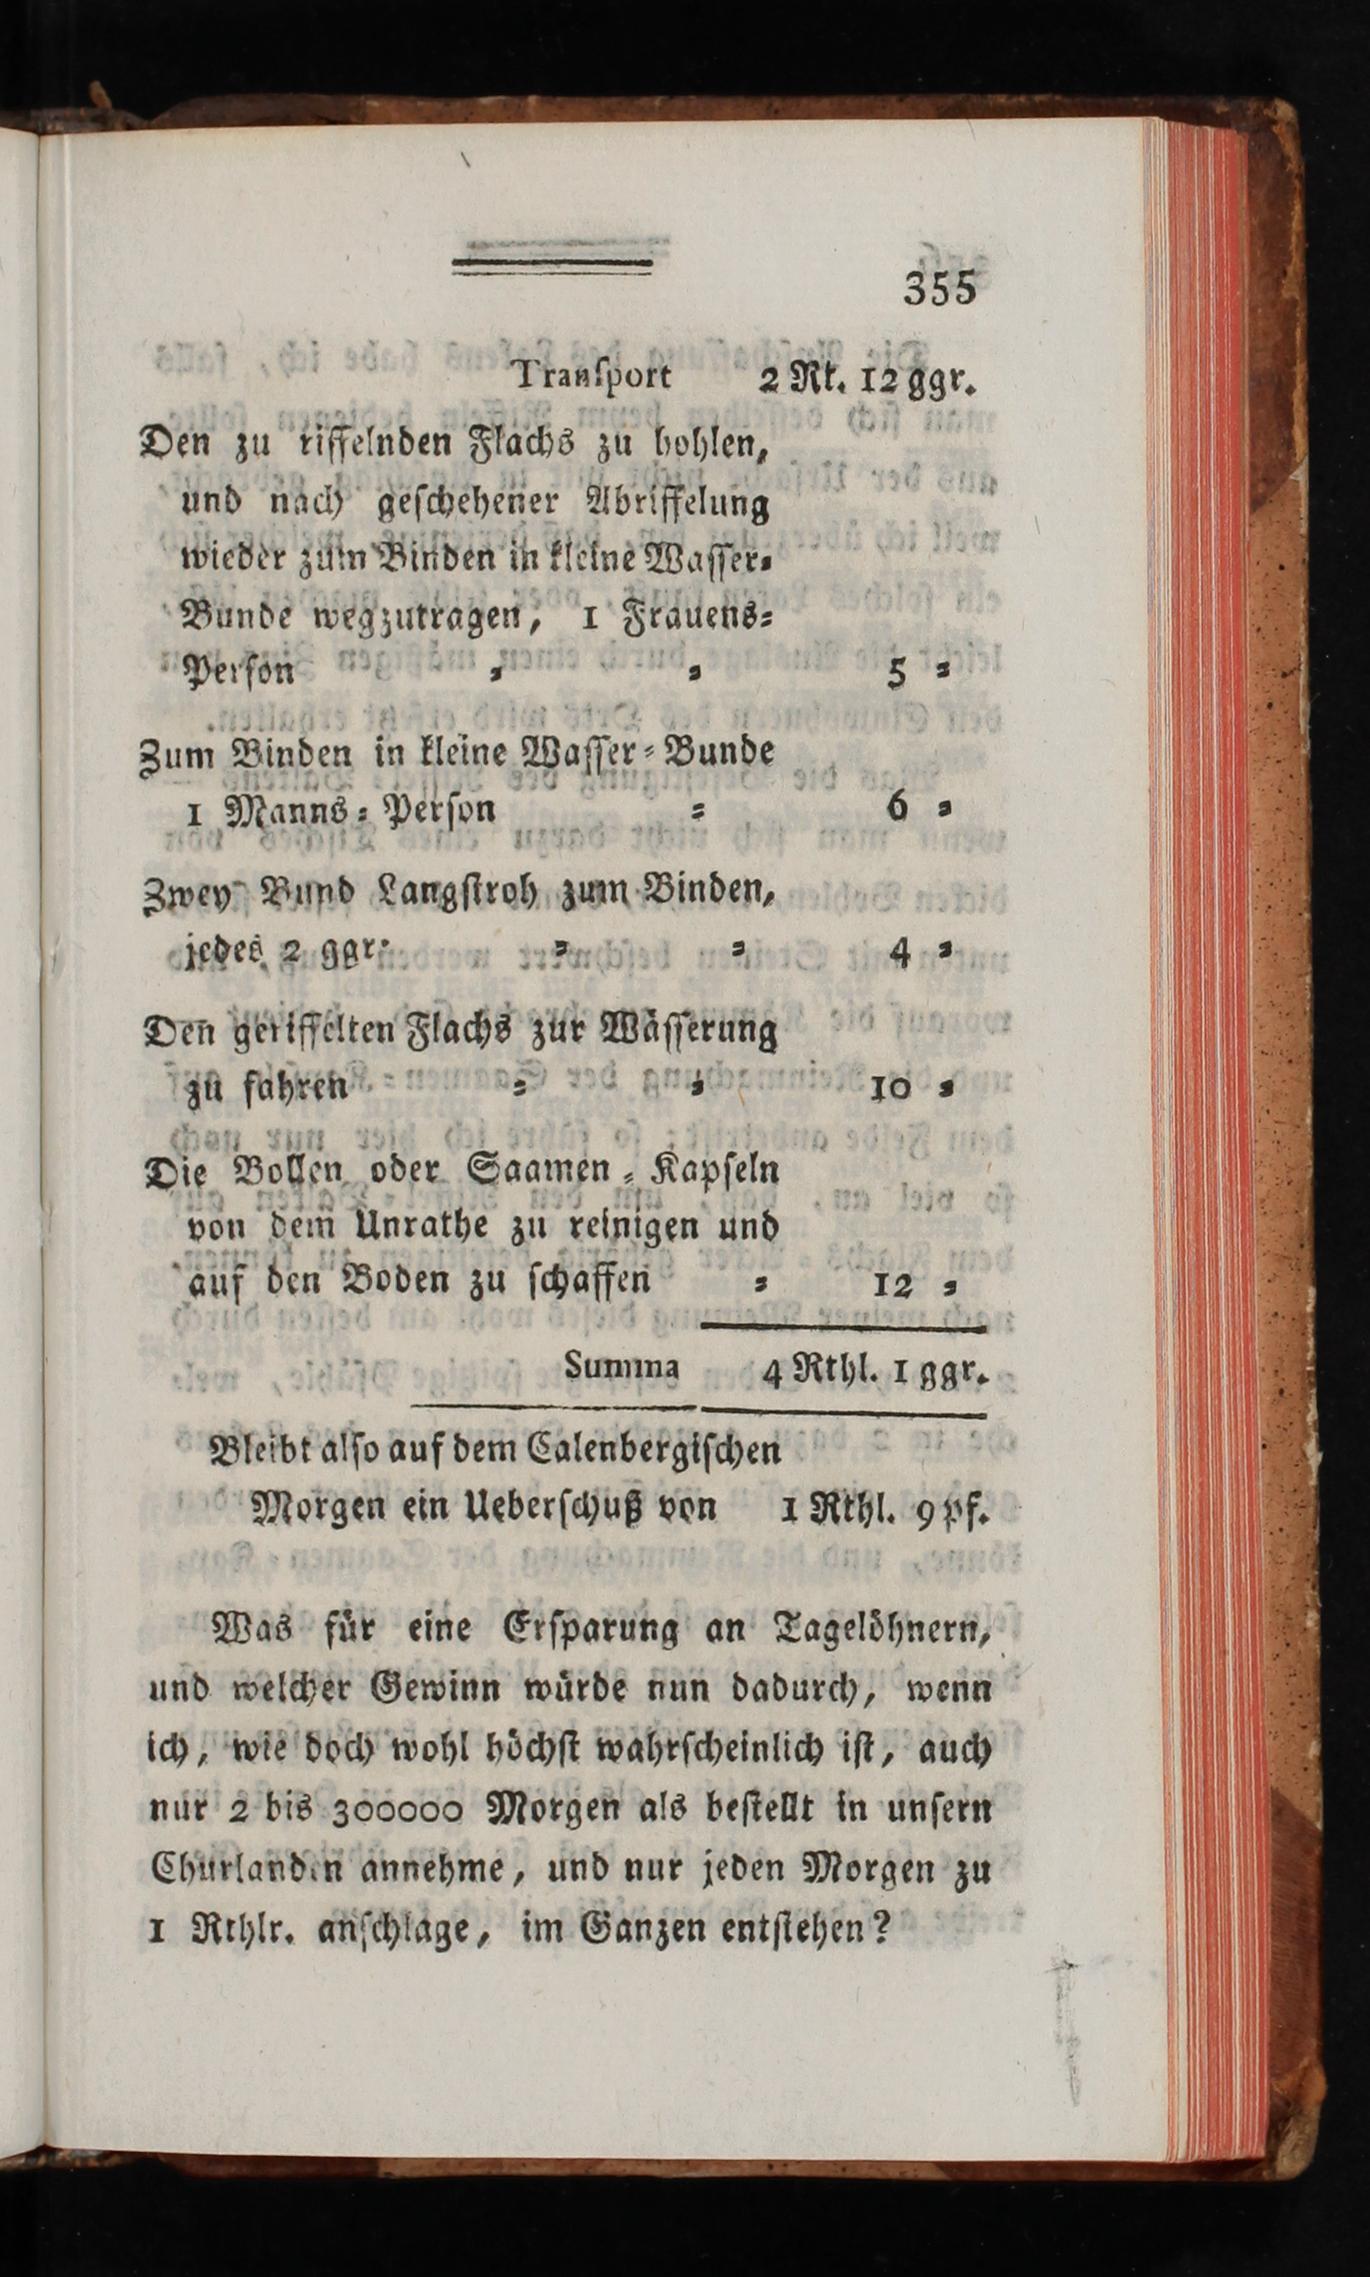 355
Transport 2 Rt. 12 ggr.
Den zu riffelnden Flachs zu hohlen,
und nach geschehener Abriffelung
wieder zum Binden in kleine Wasser-
Bunde wegzutragen, 1 Frauens-
Person = = 5 =
Zum Binden in kleine Wasser-Bunde
1 Manns-Person = 6 =
Zwey Bund Langstroh zum Binden,
jedes 2 ggr. = = 4 =
Den geriffelten Flachs zur Wässerung
zu fahren = = 10 =
Die Bollen oder Saamen-Kapseln
von dem Unrathe zu reinigen und
auf den Boden zu schaffen = 12 =
Summa 4 Rthl. 1 ggr.
Bleibt also auf dem Calenbergischen
Morgen ein Ueberschuß von 1 Rthl. 9 pf.
Was für eine Ersparung an Tagelöhnern,
und welcher Gewinn würde nun dadurch, wenn
ich, wie doch wohl höchst wahrscheinlich ist, auch
nur 2 bis 300000 Morgen als bestellt in unsern
Churlanden annehme, und nur jeden Morgen zu
1 Rthlr. anschlage, im Ganzen entstehen?